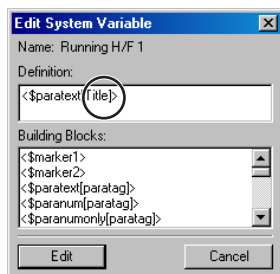 Edit System Variable
Name: Running H/F 1
Definition:
<$paratext[Title]>
Building Blocks:
<$marker1>
<$marker2>
<$paratext[paratag]>
<$paranum[paratag]>
<$paranumonly[paratag]>
Edit
Cancel